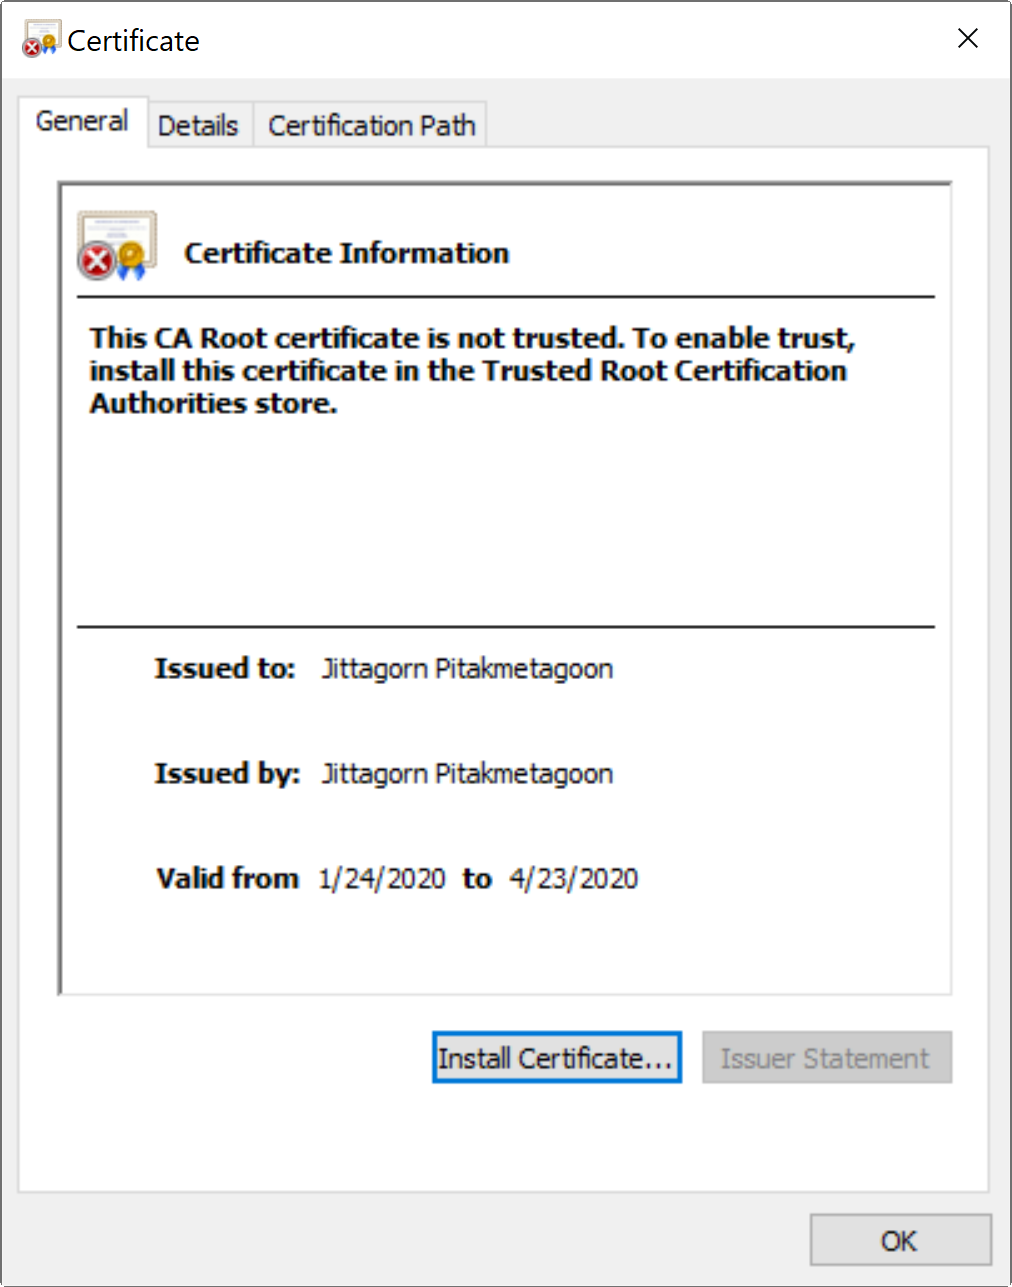 Certificate
General
Details
Certification Path
Certificate Information
This CA Root certificate is not trusted. To enable trust,
install this certificate in the Trusted Root Certification
Authorities store.
Issued to: Jittagorn Pitakmetagoon
Issued by: Jittagorn Pitakmetagoon
Valid from 1/24/2020 to 4/23/2020
Install Certificate...
Issuer Statement
OK